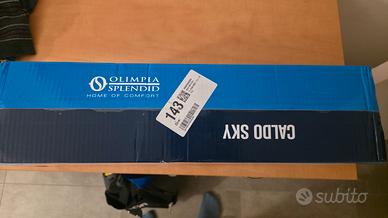 OLIMPIA
SPLENDID
HOME OF COMFORT
143
CALDO SKY
subito